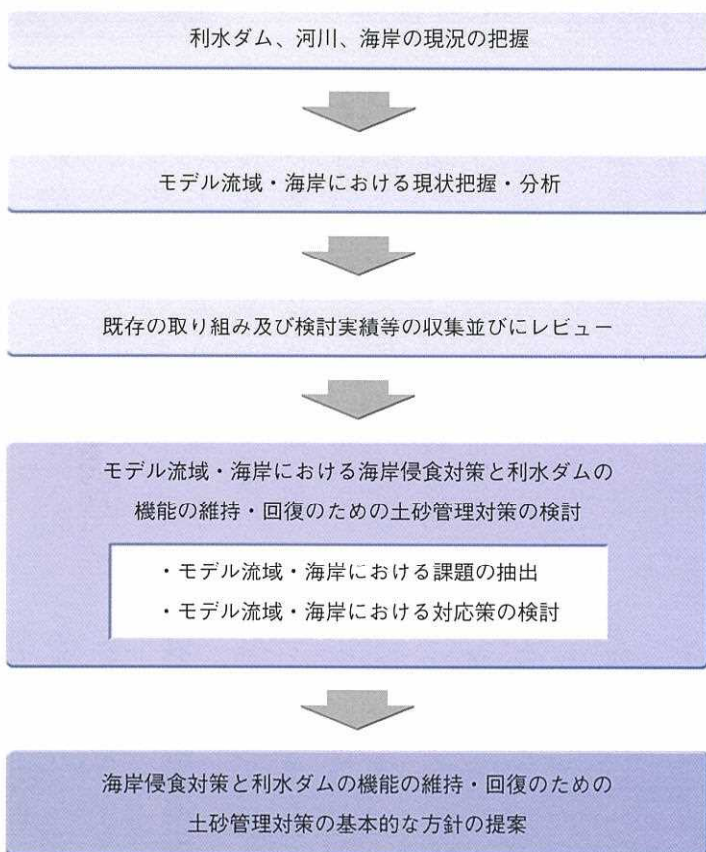 利水ダム、河川、海岸の現況の把握
モデル流域・海岸における現状把握・分析
既存の取り組み及び検討実績等の収集並びにレビュー
モデル流域・海岸における海岸侵食対策と利水ダムの
機能の維持・回復のための土砂管理対策の検討
・モデル流域・海岸における課題の抽出
・モデル流域・海岸における対応策の検討
海岸侵食対策と利水ダムの機能の維持・回復のための
土砂管理対策の基本的な方針の提案